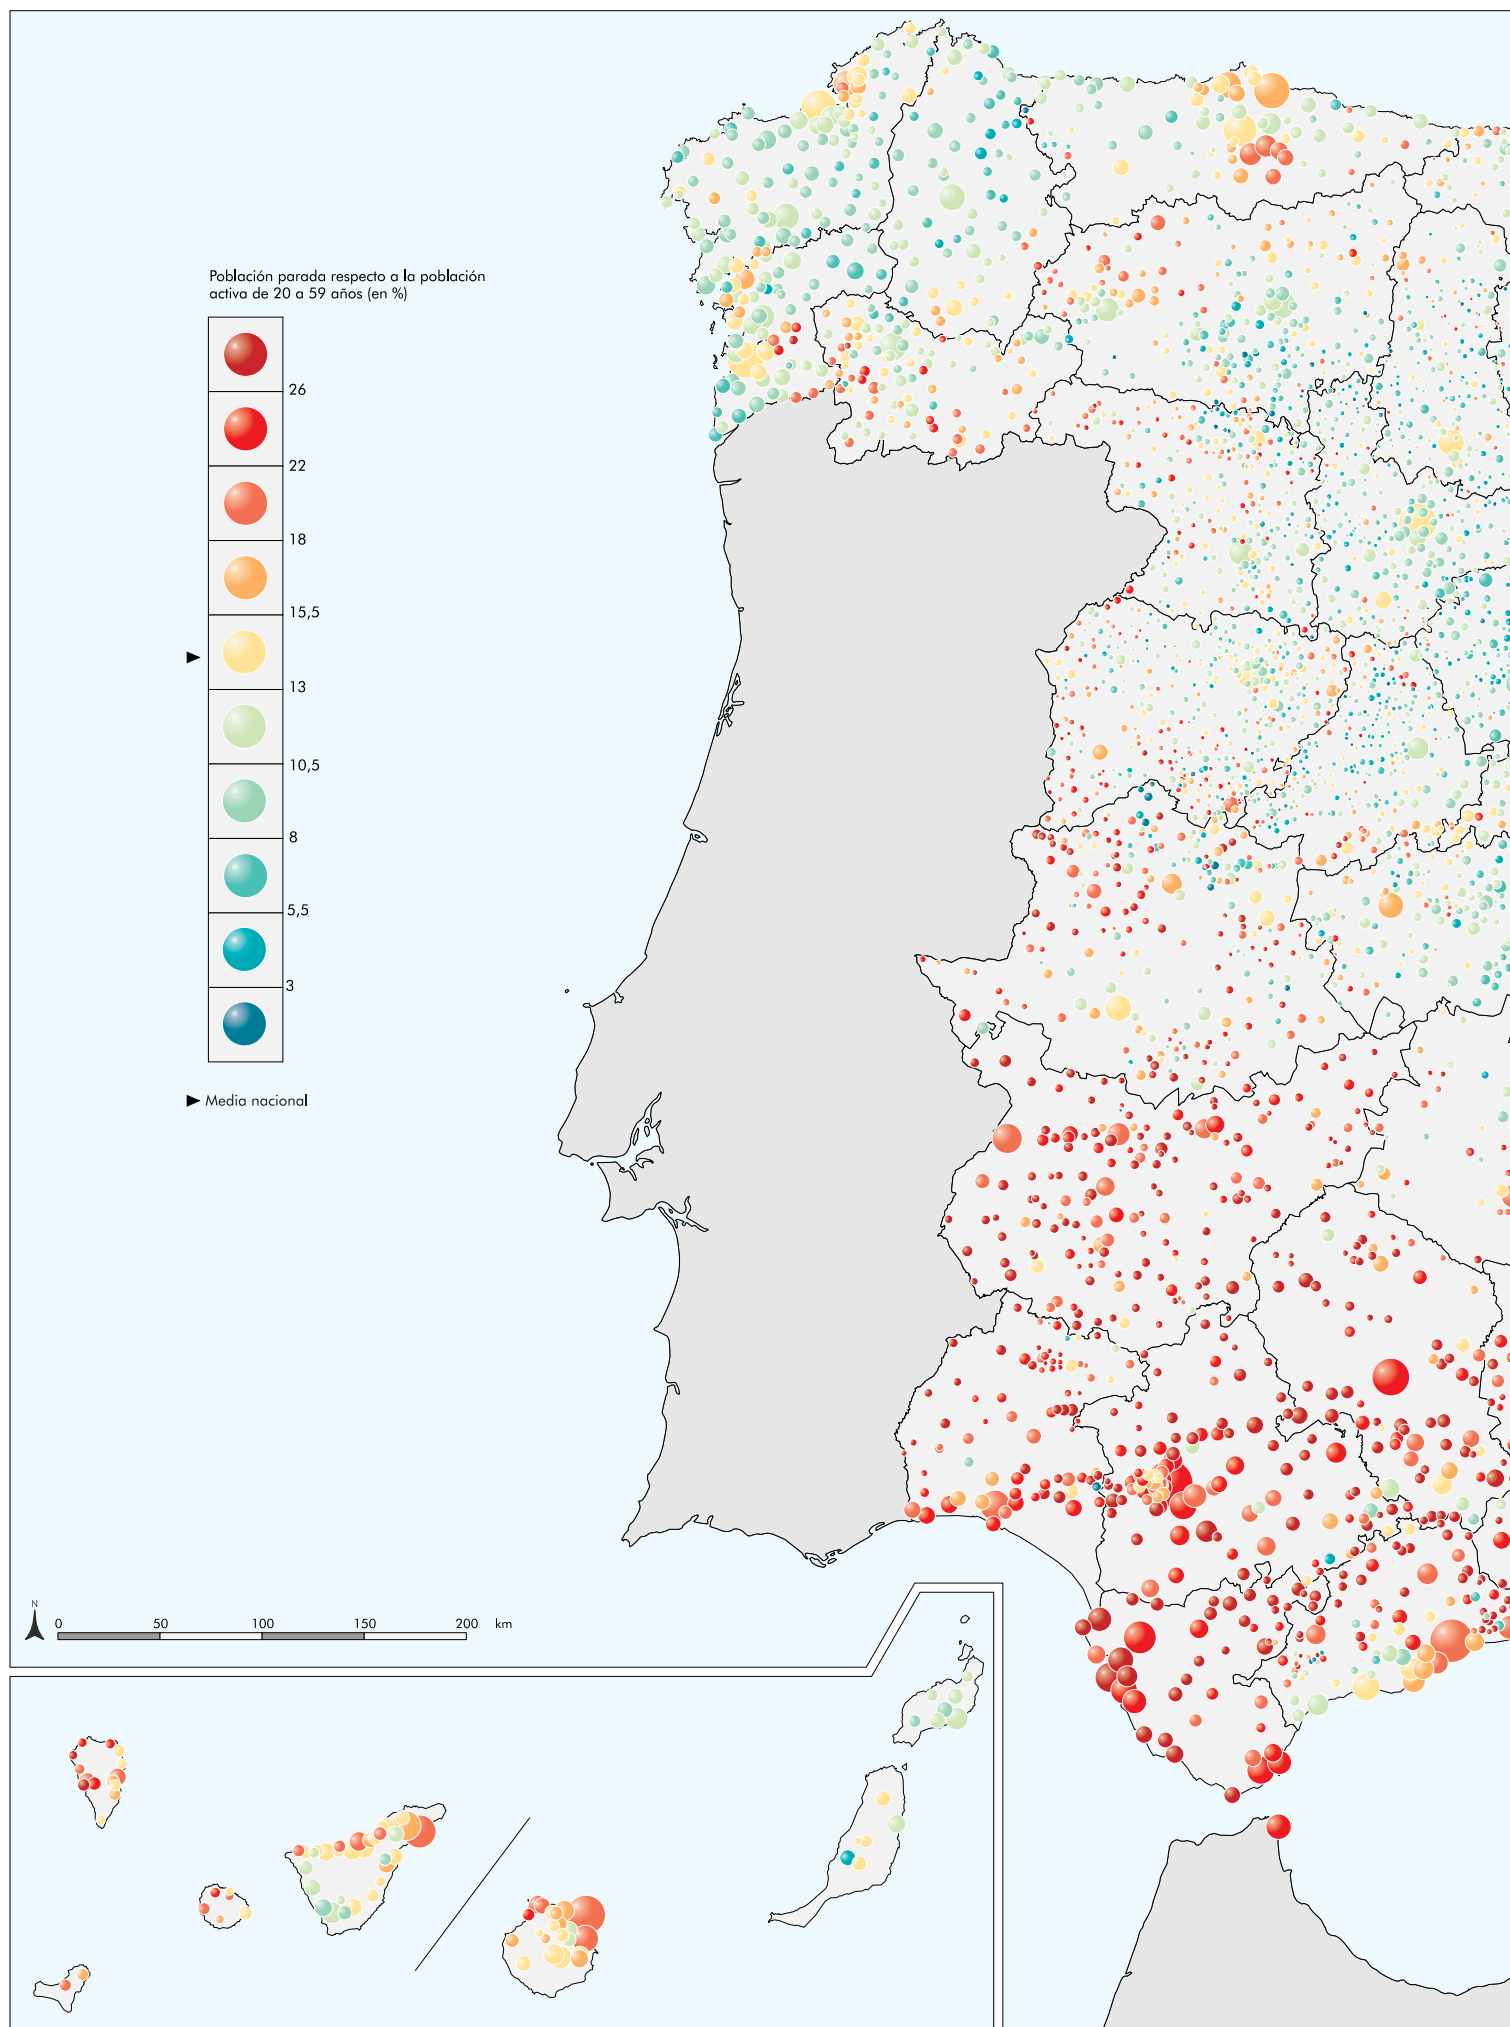 Población parada respecto a la población
activa de 20 a 59 años (en %)
26
22
18
15,5
13
10,5
8
5,5
3
Media nacional
N
0 50 100 150 200 km